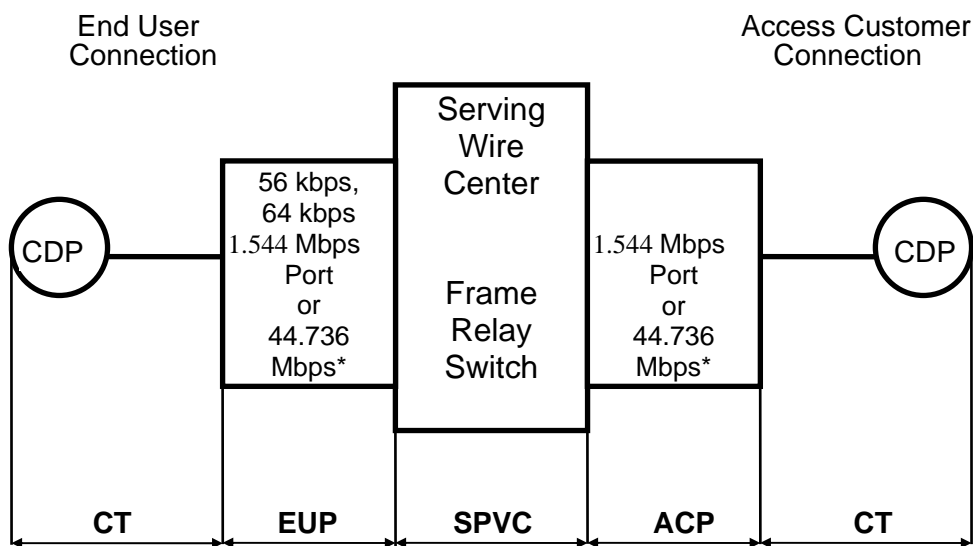 End User
Connection
Access Customer
Connection
CDP
56 kbps,
64 kbps
1.544 Mbps
Port
or
44.736
Mbps*
Serving
Wire
Center
Frame
Relay
Switch
1.544 Mbps
Port
or
44.736
Mbps*
CDP
CT
EUP
SPVC
ACP
CT